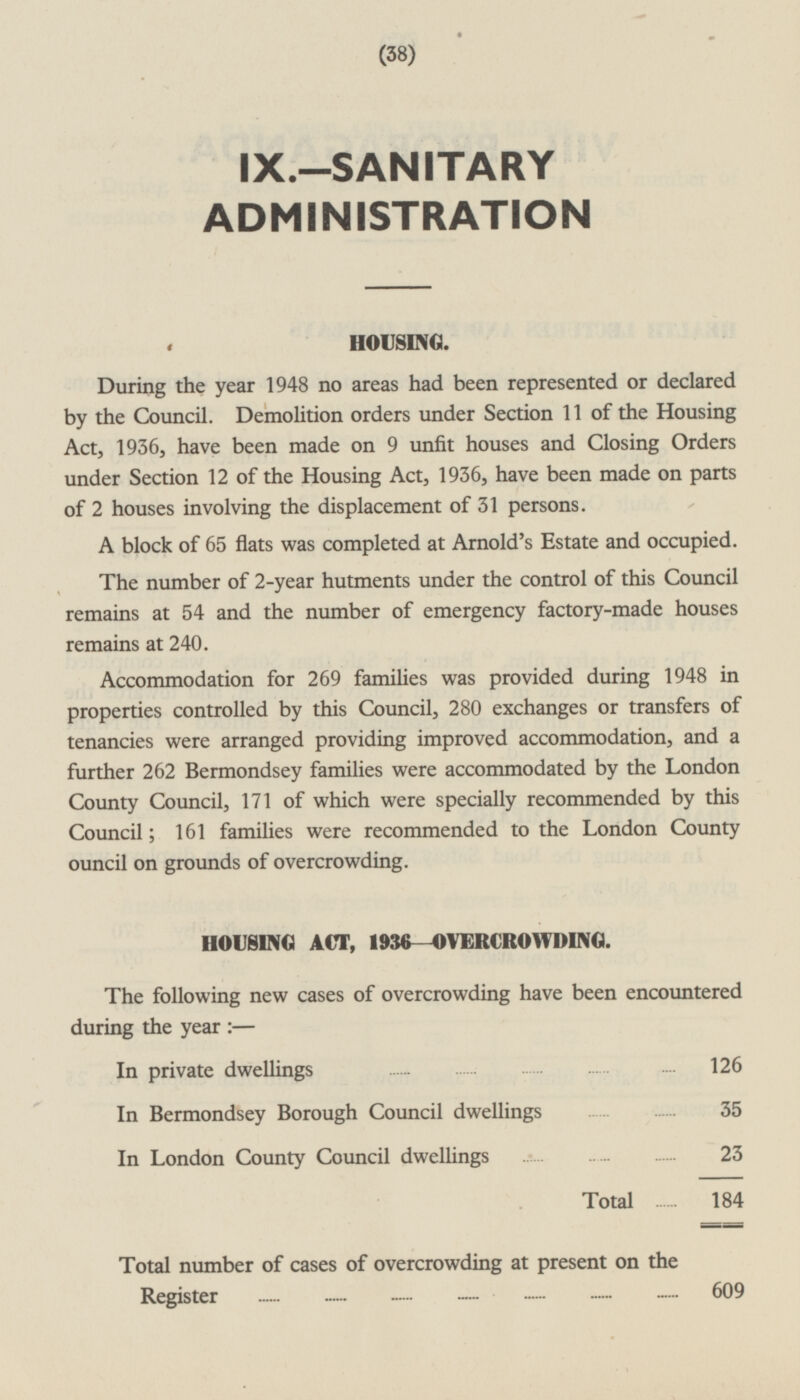 (38)
IX.—SANITARY
ADMINISTRATION
HOUSING.
During the year 1948 no areas had been represented or declared
by the Council. Demolition orders under Section 11 of the Housing
Act, 1936, have been made on 9 unfit houses and Closing Orders
under Section 12 of the Housing Act, 1936, have been made on parts
of 2 houses involving the displacement of 31 persons.
A block of 65 flats was completed at Arnold's Estate and occupied.
The number of 2-year hutments under the control of this Council
remains at 54 and the number of emergency factory-made houses
remains at 240.
Accommodation for 269 families was provided during 1948 in
properties controlled by this Council, 280 exchanges or transfers of
tenancies were arranged providing improved accommodation, and a
further 262 Bermondsey families were accommodated by the London
County Council, 171 of which were specially recommended by this
Council; 161 families were recommended to the London County
ouncil on grounds of overcrowding.
HOUSING ACT, 1936—OVERCROWDING.
The following new cases of overcrowding have been encountered
during the year :—
In private dwellings ...... ...... ...... ...... .... 126
In Bermondsey Borough Council dwellings ...... ...... 35
In London County Council dwellings ...... ...... ...... 23
Total ...... 184
Total number of cases of overcrowding at present on the
Register ...... ...... ...... ...... ...... ...... ...... 609